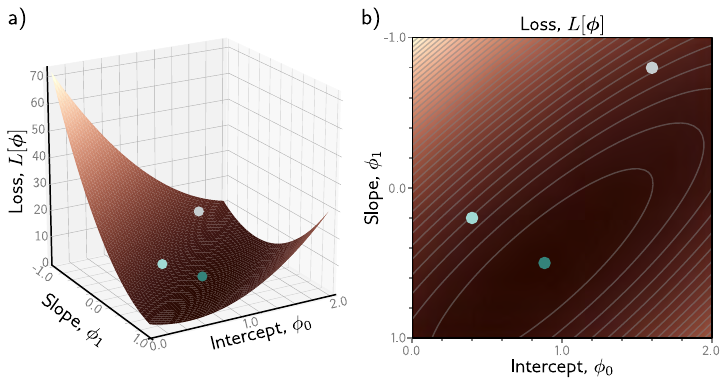 a)
70
60
50
40
30
20
10
0
Loss, L[ϕ]
-1.0
0.0
1.0
Slope, ϕ₁
0.0
1.0
2.0
Intercept, ϕ₀
b)
Loss, L[ϕ]
-1.0
0.0
1.0
Slope, ϕ₁
0.0
1.0
2.0
Intercept, ϕ₀